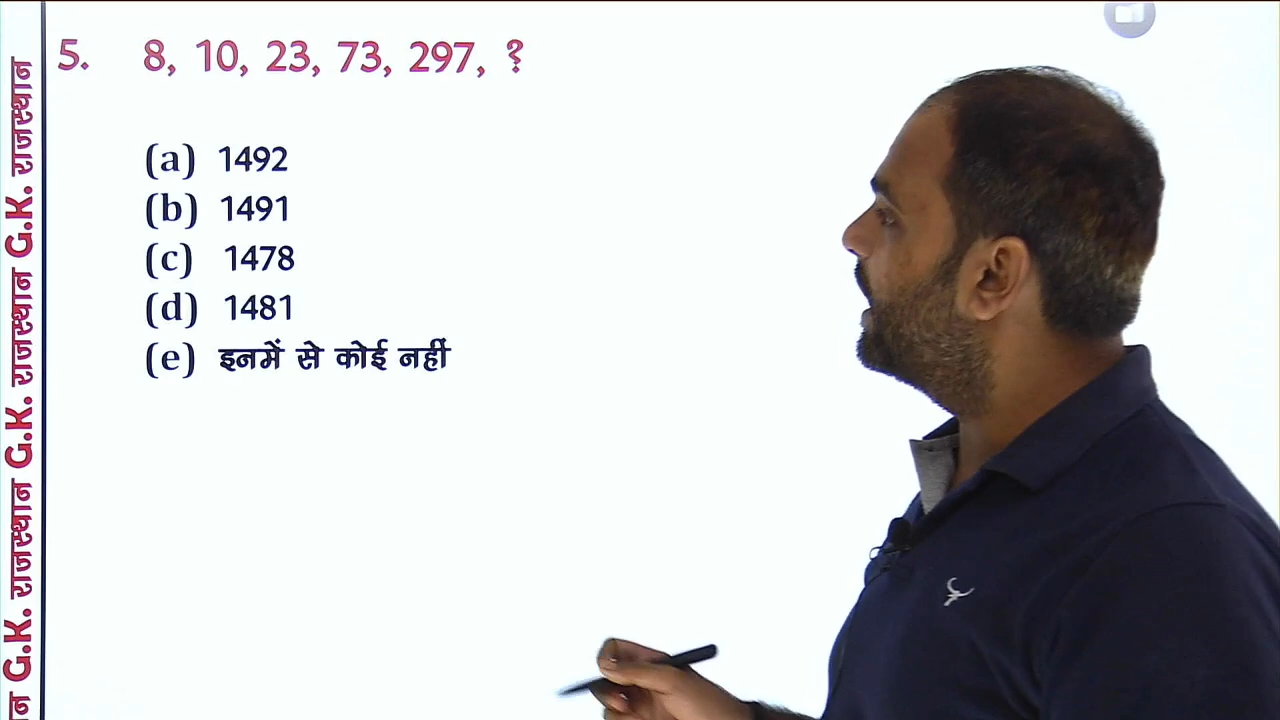 5. 8, 10, 23, 73, 297, ?
(a) 1492
(b) 1491
(c) 1478
(d) 1481
(e) इनमें से कोई नहीं
G.K. राजस्थान G.K. राजस्थान G.K. राजस्थान